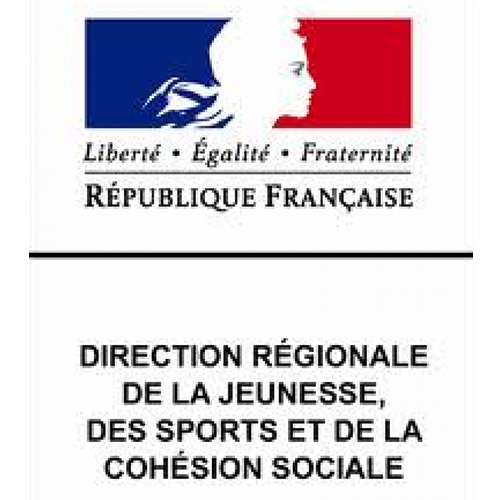 Liberté • Égalité • Fraternité
RÉPUBLIQUE FRANÇAISE
DIRECTION RÉGIONALE
DE LA JEUNESSE,
DES SPORTS ET DE LA
COHÉSION SOCIALE